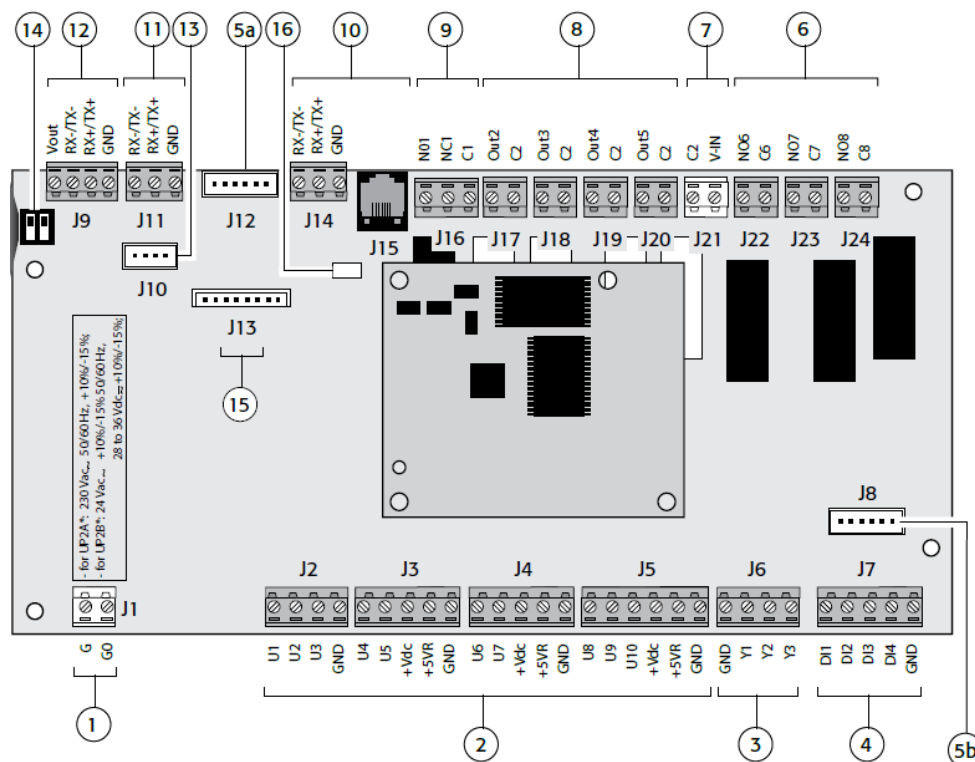 14 12 11 13 5a 16 10 9 8 7 6
Vout RX-/TX- RX+/TX+ GND
RX-/TX- RX+/TX+ GND
RX-/TX- RX+/TX+ GND
NO1 NC1 C1
Out2 C2
Out3 C2
Out4 C2
Out5 C2
C2 V-IN
NO6 C6
NO7 C7
NO8 C8
J9 J11 J12 J14 J15 J16 J17 J18 J19 J20 J21 J22 J23 J24
J10
J13
15
- for UP2A*: 230 Vac~ 50/60 Hz, +10%/-15%;
- for UP2B*: 24 Vac~ +10%/-15% 50/60 Hz,
28 to 36 Vdc +10%/-15%;
J8
J1 J2 J3 J4 J5 J6 J7
G G0
U1 U2 U3 GND
U4 U5 +Vdc +5VR GND
U6 U7 +Vdc +5VR GND
U8 U9 U10 +Vdc +5VR GND
GND Y1 Y2 Y3
DI1 DI2 DI3 DI4 GND
1 2 3 4 5b